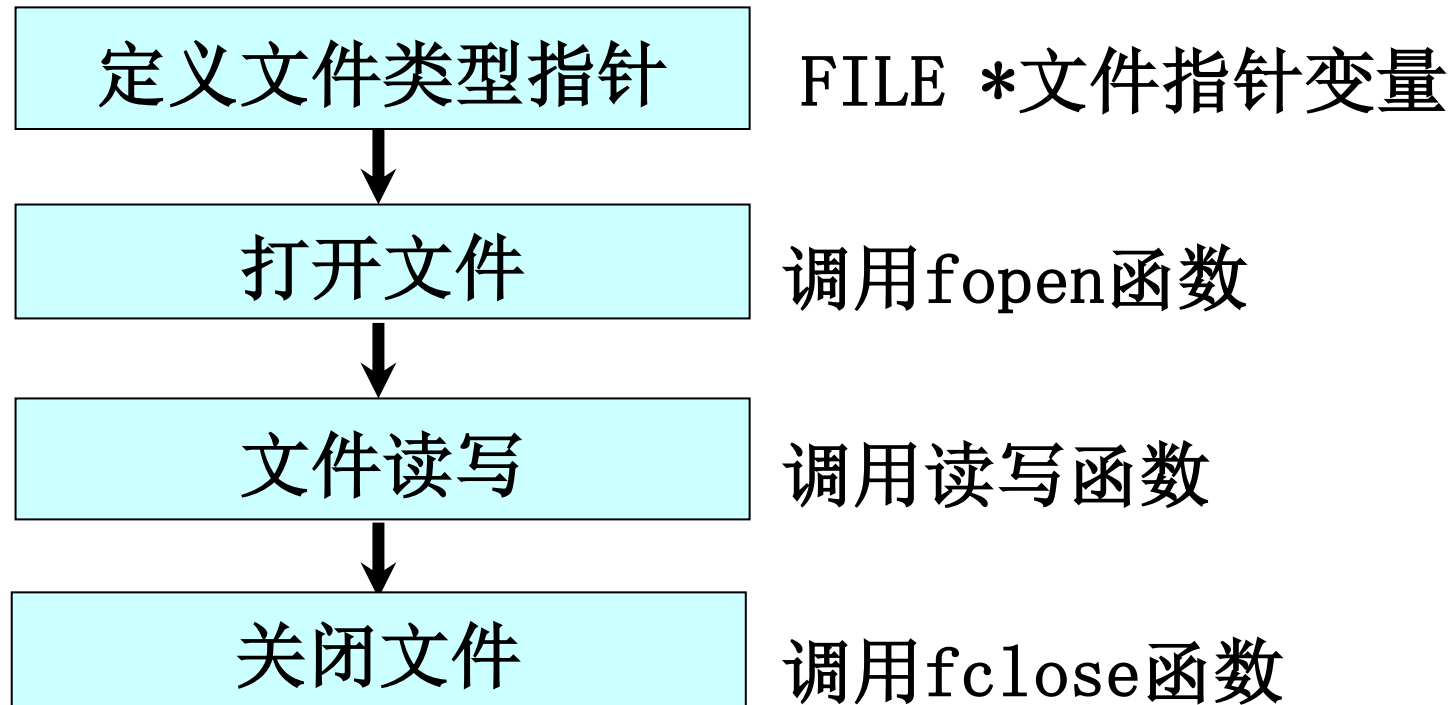 定义文件类型指针
FILE *文件指针变量
打开文件
调用fopen函数
文件读写
调用读写函数
关闭文件
调用fclose函数